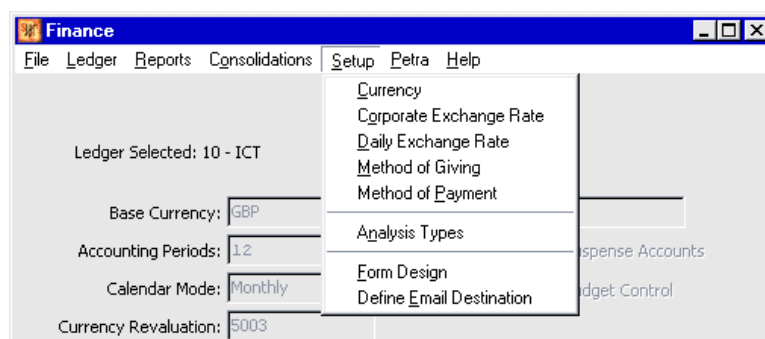 Finance
File Ledger Reports Consolidations Setup Petra Help
Currency
Corporate Exchange Rate
Daily Exchange Rate
Method of Giving
Method of Payment
Analysis Types
Form Design
Define Email Destination
Ledger Selected: 10 - ICT
Base Currency: GBP
Accounting Periods: 12
Accounts
Calendar Mode: Monthly
Control
Currency Revaluation: 5003